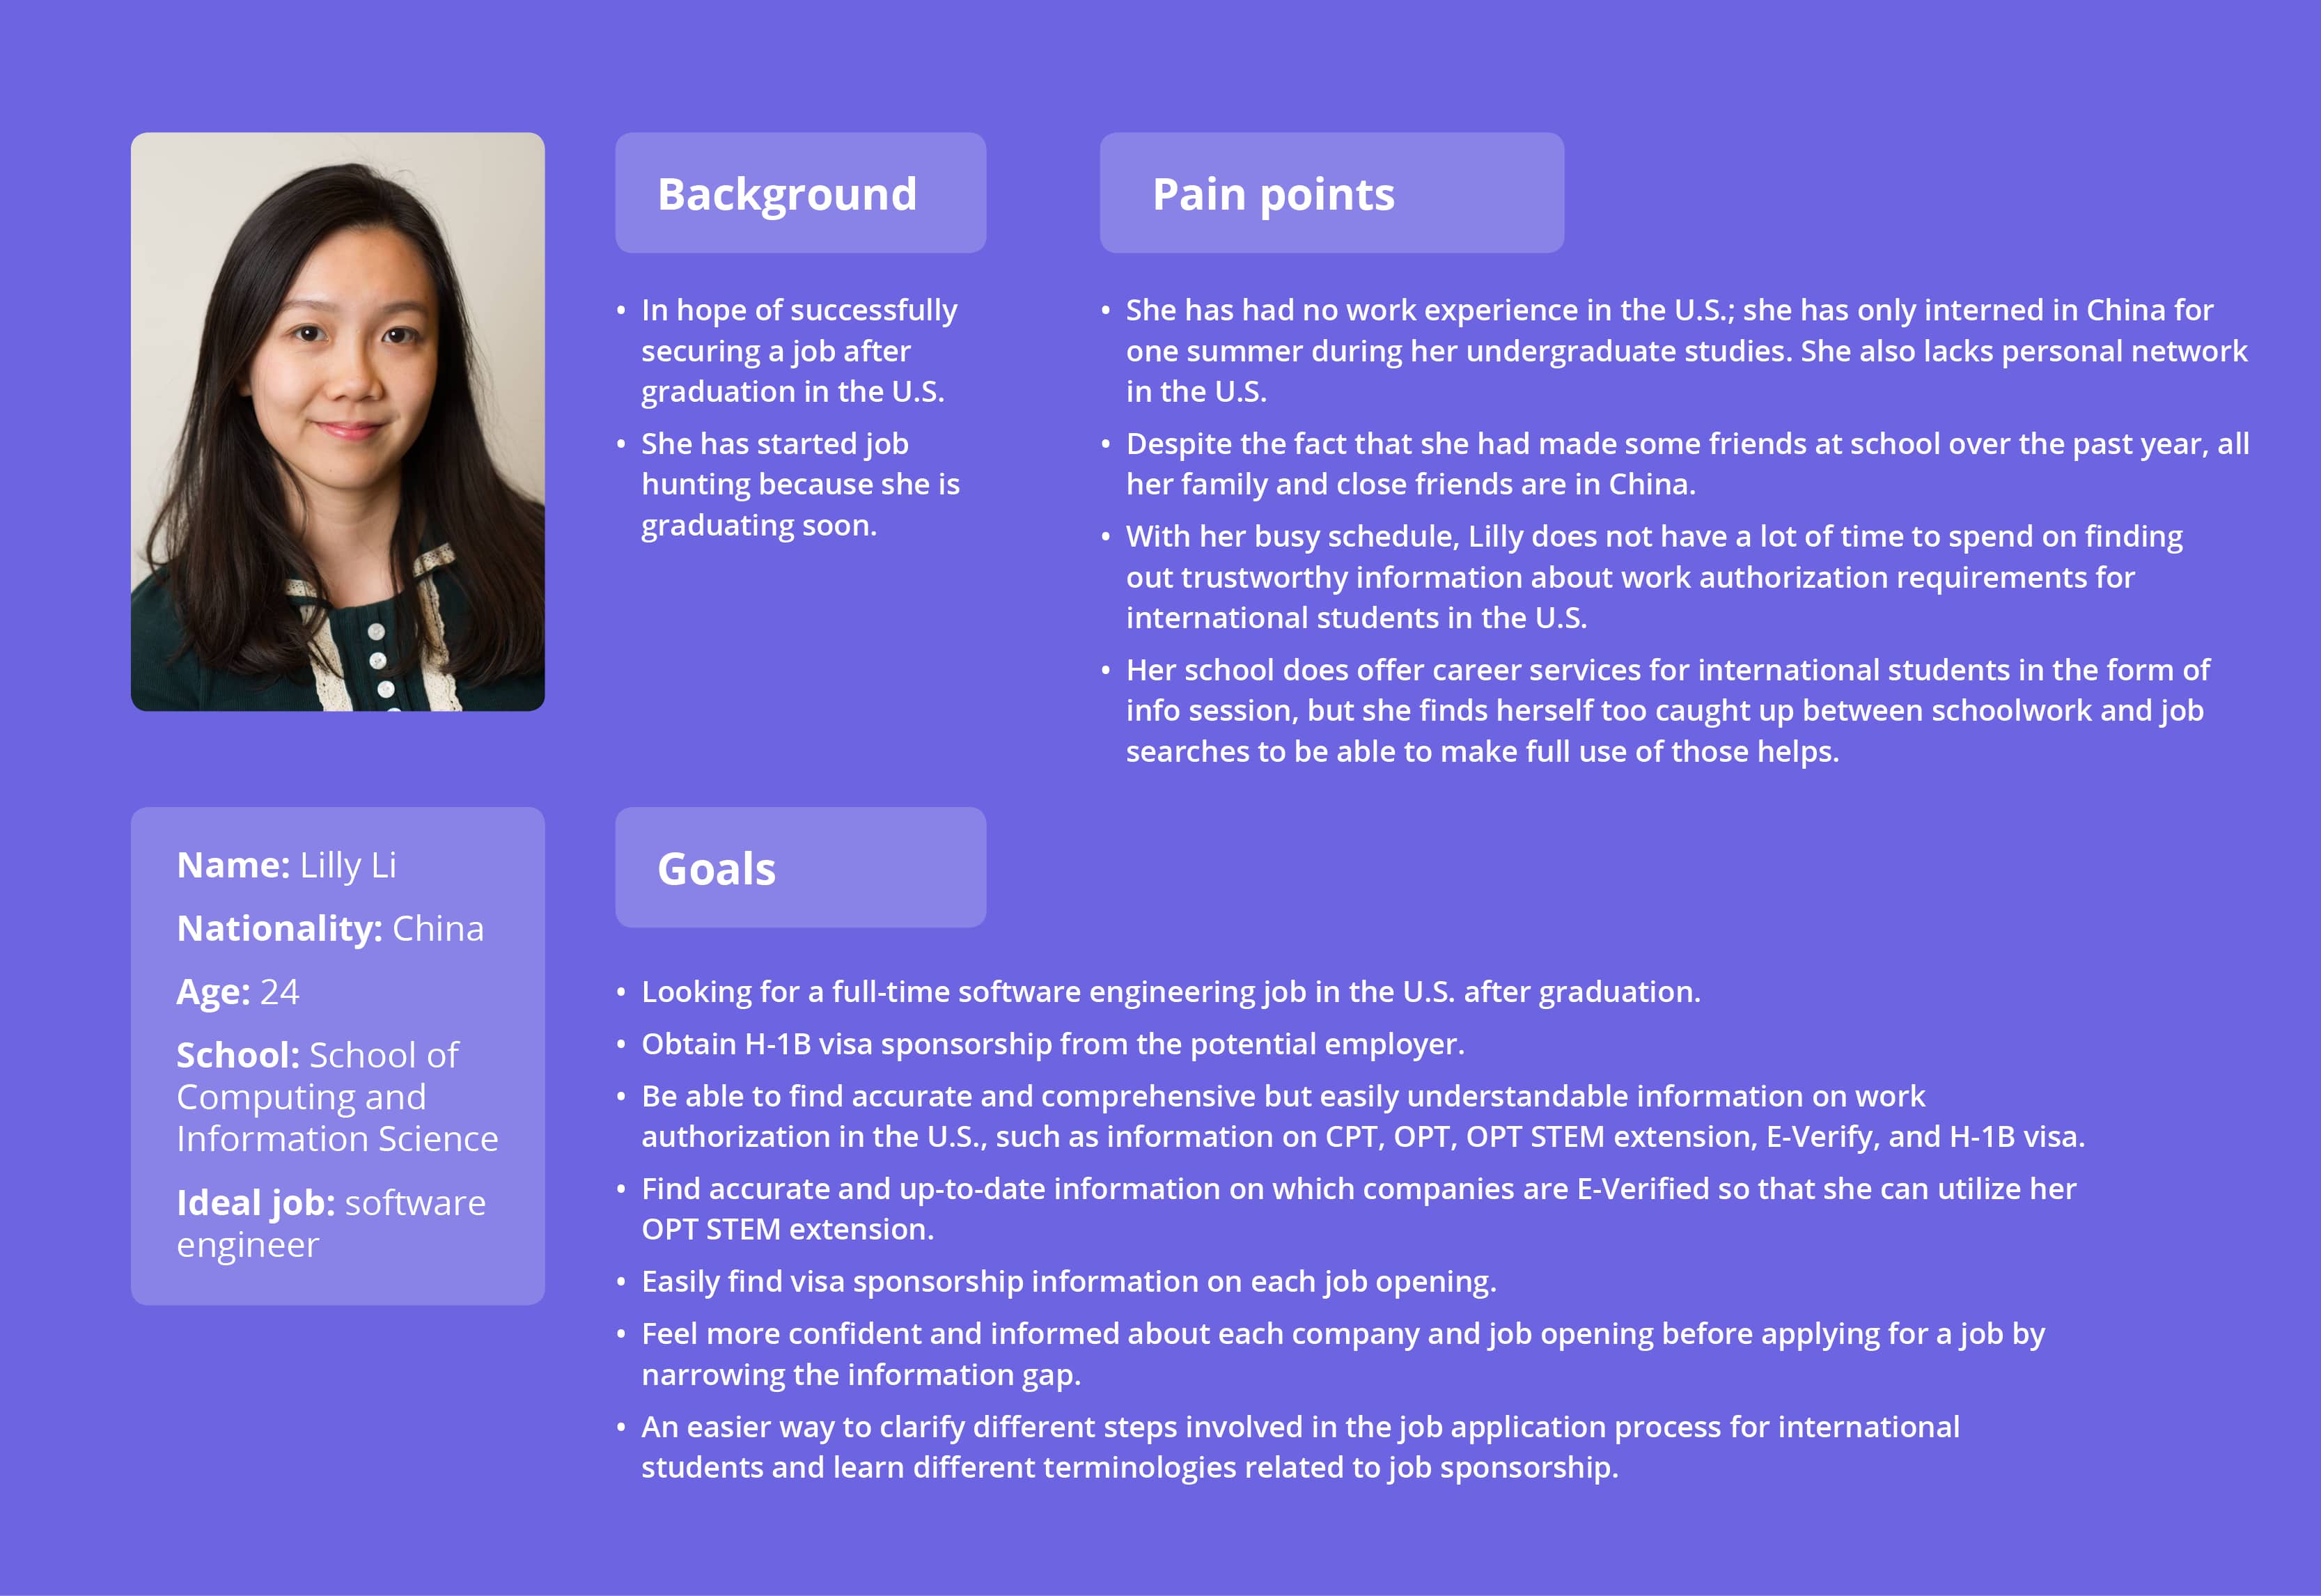 Background
• In hope of successfully
securing a job after
graduation in the U.S.
• She has started job
hunting because she is
graduating soon.
Pain points
• She has had no work experience in the U.S.; she has only interned in China for
one summer during her undergraduate studies. She also lacks personal network
in the U.S.
• Despite the fact that she had made some friends at school over the past year, all
her family and close friends are in China.
• With her busy schedule, Lilly does not have a lot of time to spend on finding
out trustworthy information about work authorization requirements for
international students in the U.S.
• Her school does offer career services for international students in the form of
info session, but she finds herself too caught up between schoolwork and job
searches to be able to make full use of those helps.
Name: Lilly Li
Nationality: China
Age: 24
School: School of
Computing and
Information Science
Ideal job: software
engineer
Goals
• Looking for a full-time software engineering job in the U.S. after graduation.
• Obtain H-1B visa sponsorship from the potential employer.
• Be able to find accurate and comprehensive but easily understandable information on work
authorization in the U.S., such as information on CPT, OPT, OPT STEM extension, E-Verify, and H-1B visa.
• Find accurate and up-to-date information on which companies are E-Verified so that she can utilize her
OPT STEM extension.
• Easily find visa sponsorship information on each job opening.
• Feel more confident and informed about each company and job opening before applying for a job by
narrowing the information gap.
• An easier way to clarify different steps involved in the job application process for international
students and learn different terminologies related to job sponsorship.